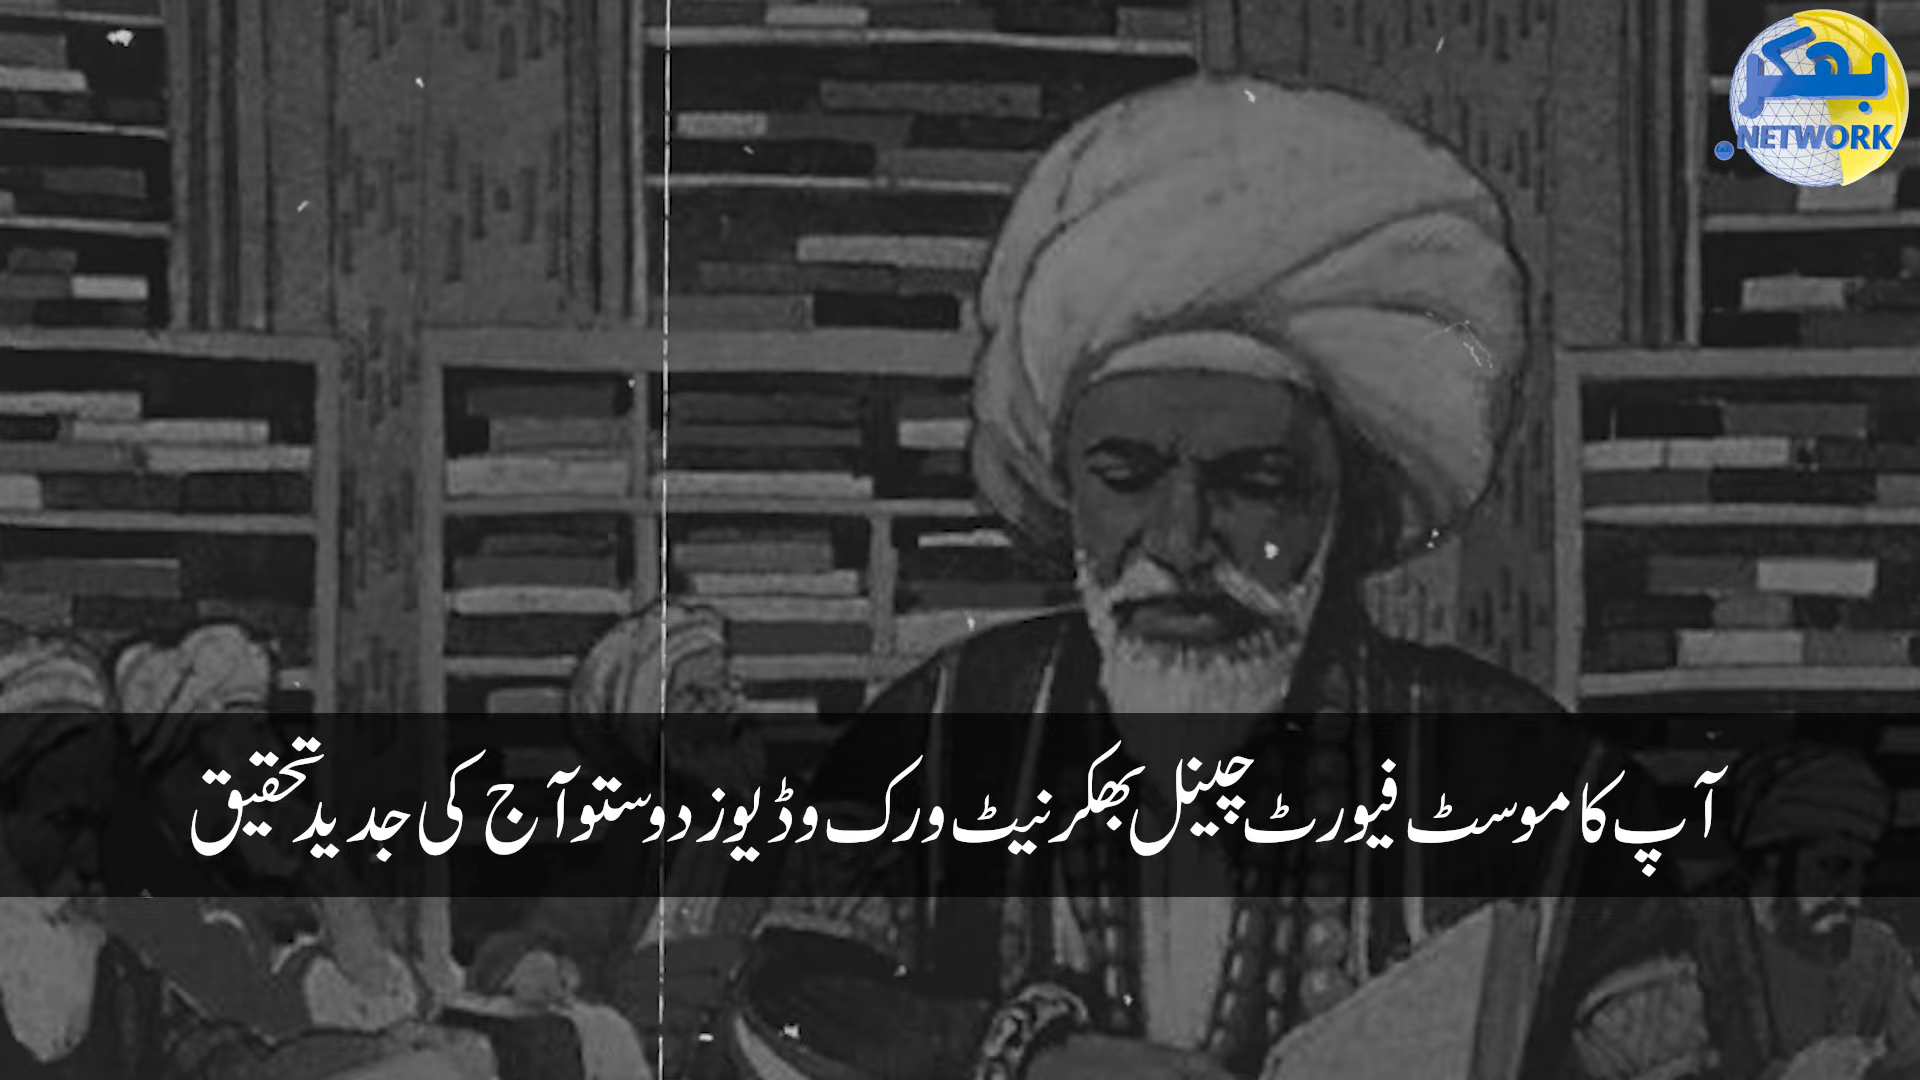 بھکر
NETWORK
آپ کا موسٹ فیورٹ چینل بھکر نیٹ ورک وڈیوز دوستو آج کی جدید تحقیق